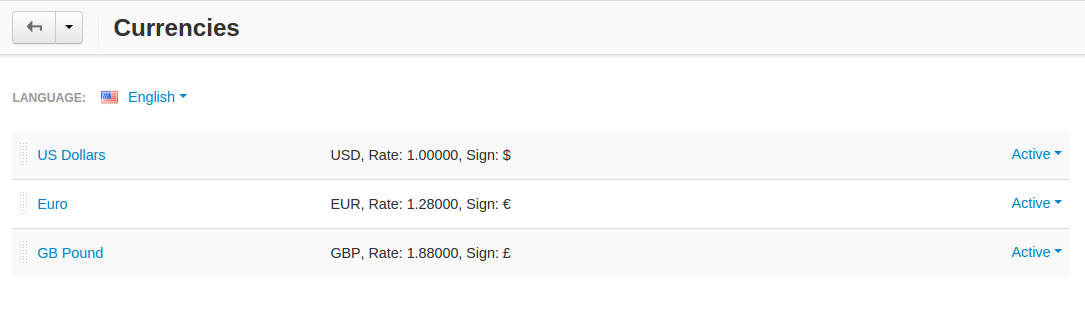 Currencies
LANGUAGE: English
US Dollars USD, Rate: 1.00000, Sign: $ Active
Euro EUR, Rate: 1.28000, Sign: € Active
GB Pound GBP, Rate: 1.88000, Sign: £ Active